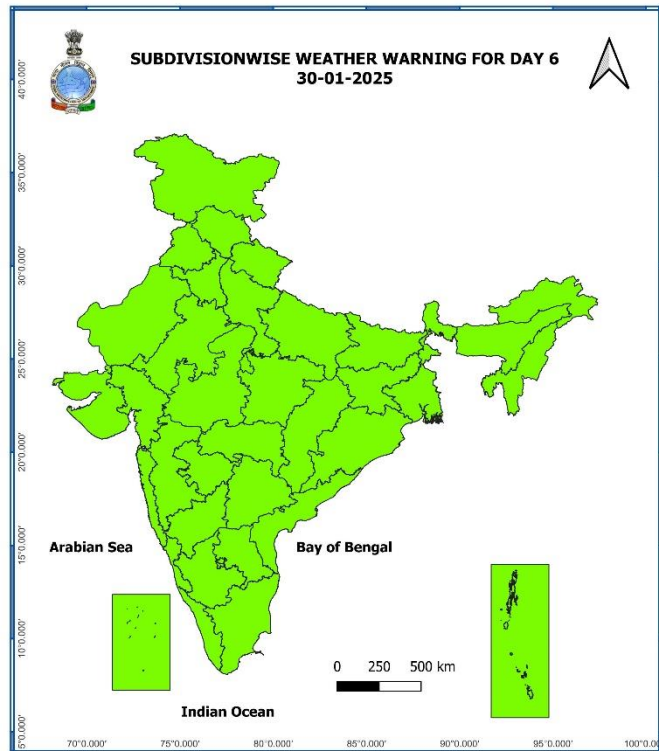 SUBDIVISIONWISE WEATHER WARNING FOR DAY 6
30-01-2025
40°0.000'
35°0.000'
30°0.000'
25°0.000'
20°0.000'
15°0.000'
10°0.000'
5°0.000'
Arabian Sea
Bay of Bengal
0 250 500 km
Indian Ocean
70°0.000' 75°0.000' 80°0.000' 85°0.000' 90°0.000' 95°0.000' 100°0.00